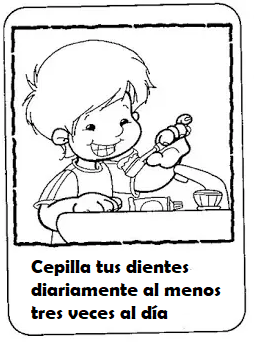 Cepilla tus dientes
diariamente al menos
tres veces al día